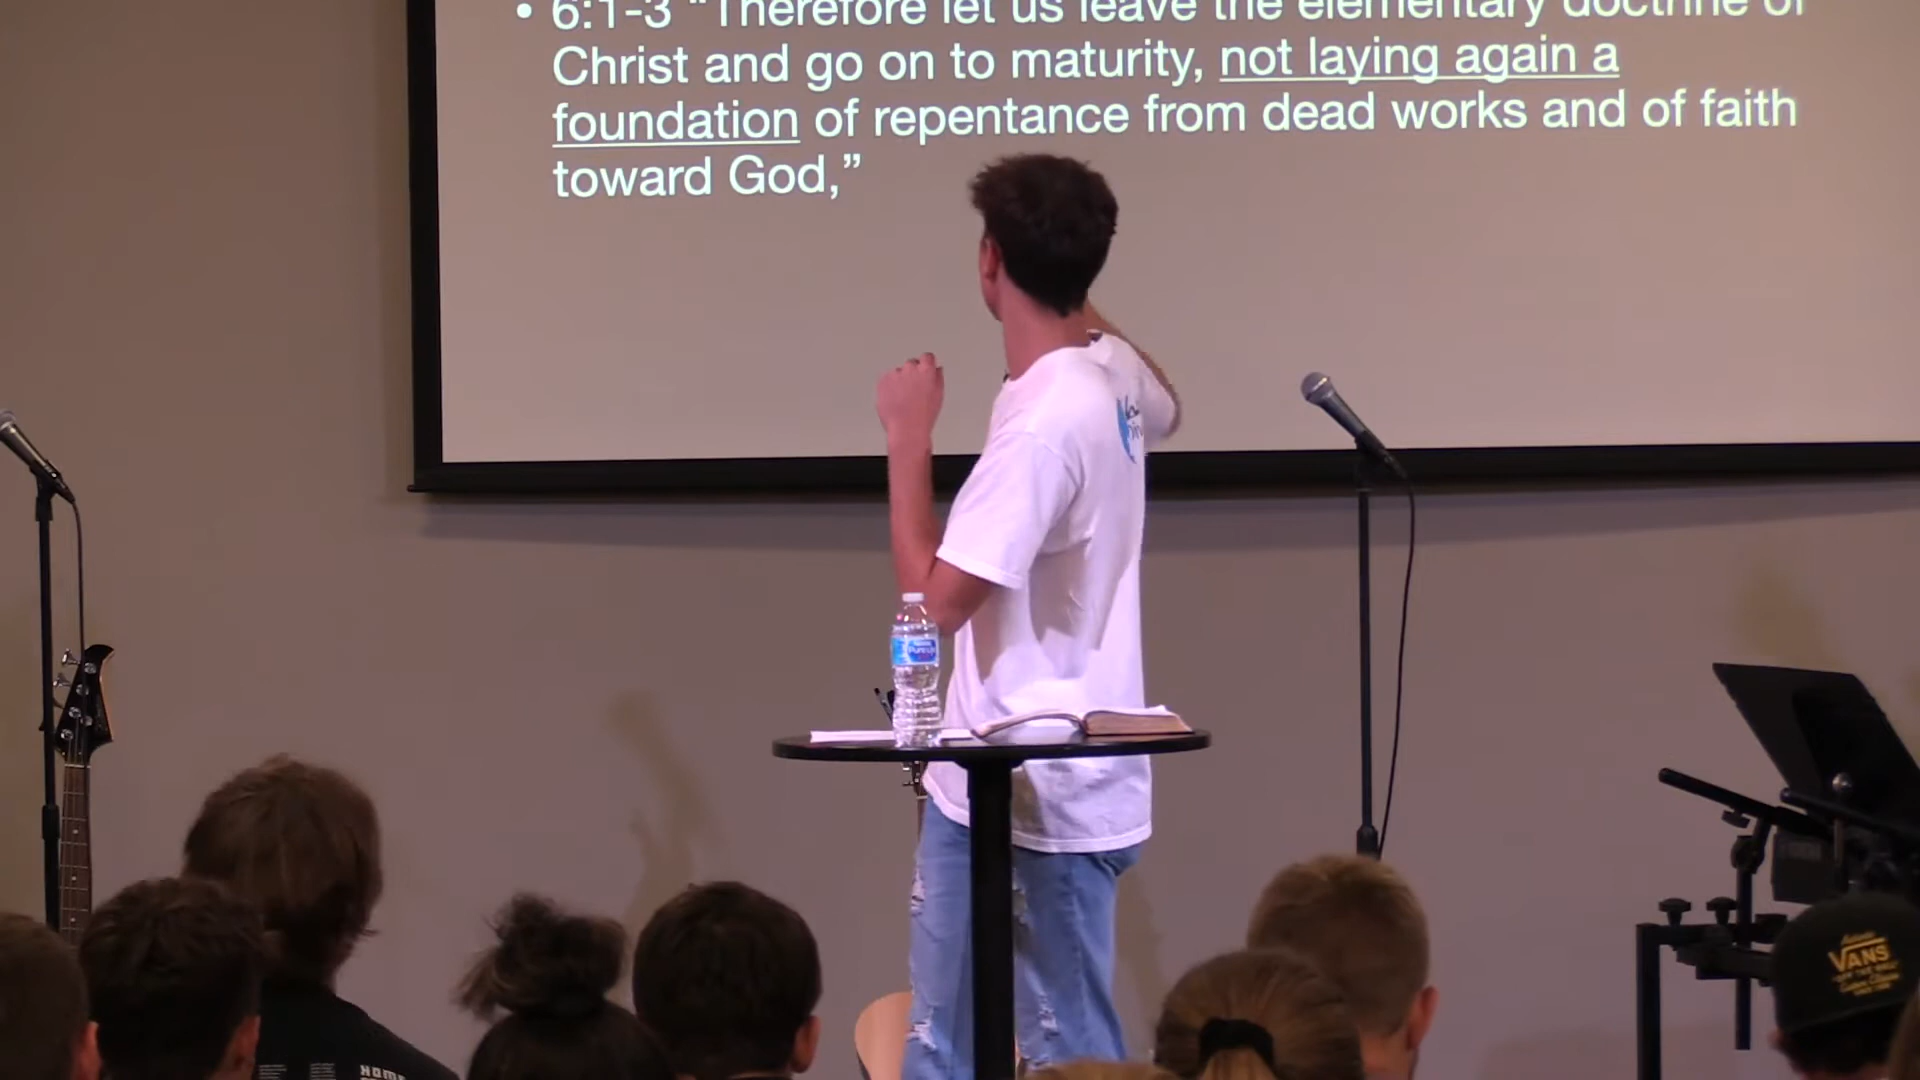 • 6:1-3 “Therefore let us leave the elementary doctrine of
Christ and go on to maturity, not laying again a
foundation of repentance from dead works and of faith
toward God,”
VANS